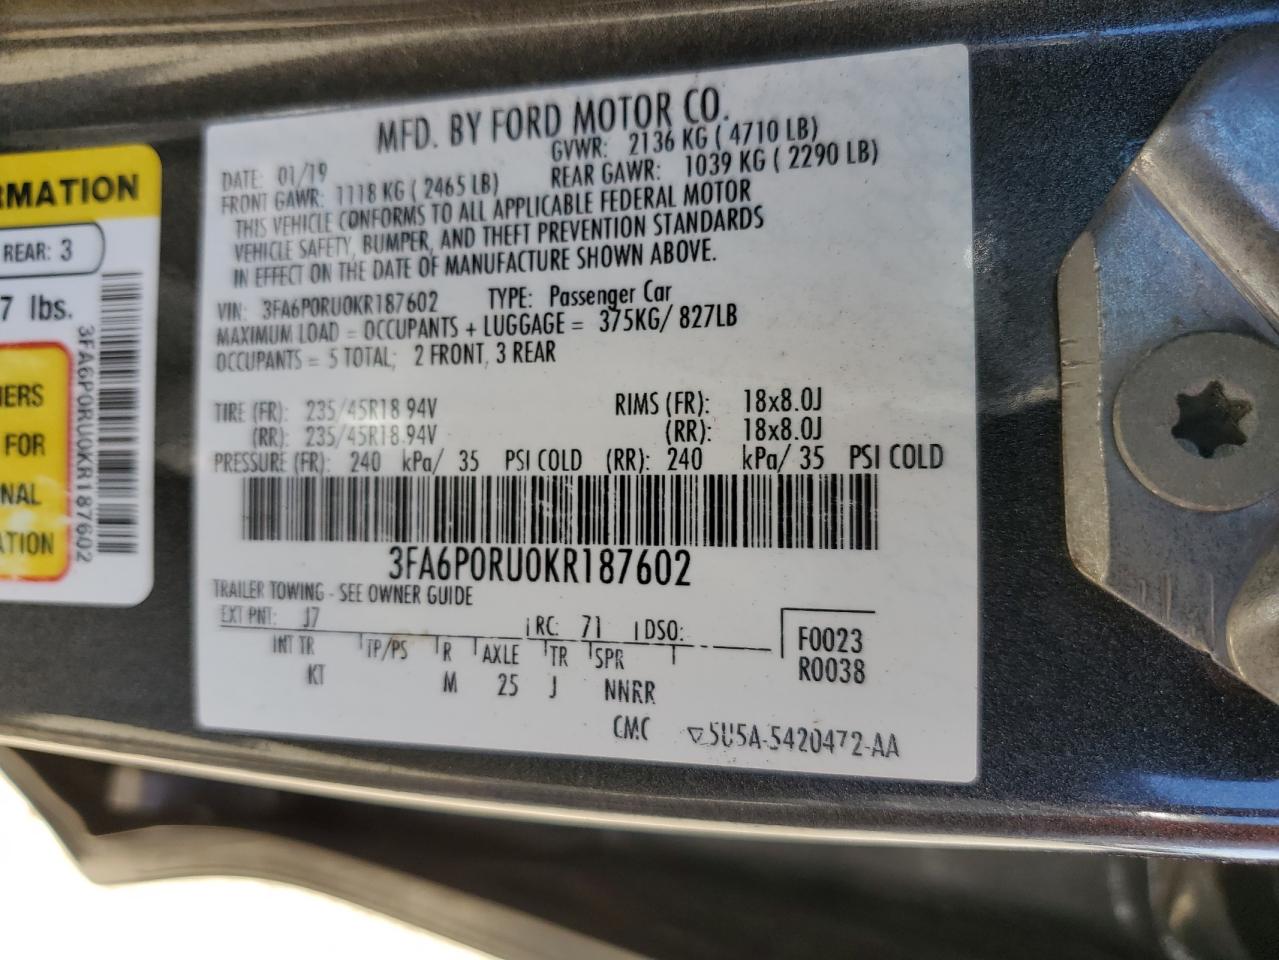 MFD. BY FORD MOTOR CO.
DATE: 01/19 GVWR: 2136 KG ( 4710 LB)
FRONT GAWR: 1118 KG ( 2465 LB) REAR GAWR: 1039 KG ( 2290 LB)
THIS VEHICLE CONFORMS TO ALL APPLICABLE FEDERAL MOTOR
VEHICLE SAFETY, BUMPER, AND THEFT PREVENTION STANDARDS
IN EFFECT ON THE DATE OF MANUFACTURE SHOWN ABOVE.
VIN: 3FA6P0RU0KR187602 TYPE: Passenger Car
MAXIMUM LOAD = OCCUPANTS + LUGGAGE = 375KG/ 827LB
OCCUPANTS = 5 TOTAL; 2 FRONT, 3 REAR
TIRE (FR): 235/45R18 94V RIMS (FR): 18x8.0J
(RR): 235/45R18 94V (RR): 18x8.0J
PRESSURE (FR): 240 kPa/ 35 PSI COLD (RR): 240 kPa/ 35 PSI COLD
3FA6P0RU0KR187602
TRAILER TOWING - SEE OWNER GUIDE
EXT PNT: J7 RC: 71 DSO: F0023
INT TR TP/PS R AXLE TR SPR R0038
KT M 25 J NNRR
CMC 5U5A-5420472-AA
RMATION
REAR: 3
7 lbs.
IERS
FOR
NAL
ATION
3FA6P0RU0KR187602